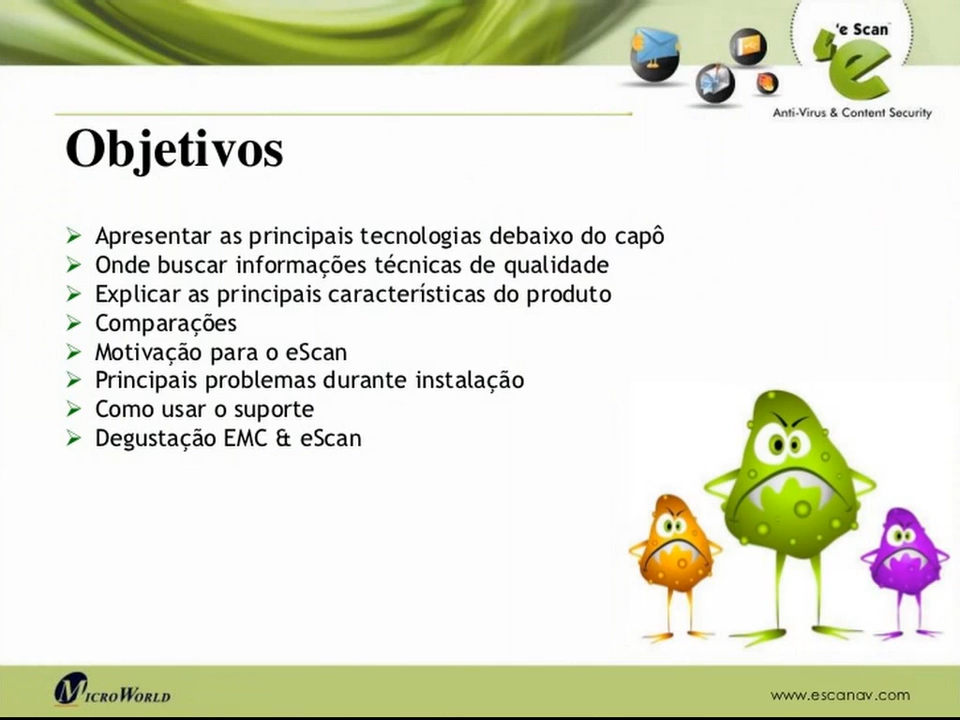 e Scan
Anti-Virus & Content Security
Objetivos
Apresentar as principais tecnologias debaixo do capô
Onde buscar informações técnicas de qualidade
Explicar as principais características do produto
Comparações
Motivação para o eScan
Principais problemas durante instalação
Como usar o suporte
Degustação EMC & eScan
MICROWORLD
www.escanav.com